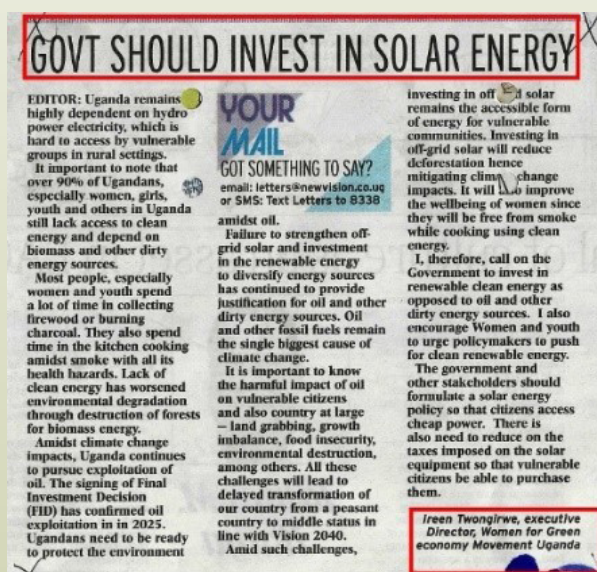 GOVT SHOULD INVEST IN SOLAR ENERGY
EDITOR: Uganda remains
highly dependent on hydro
power electricity, which is
hard to access by vulnerable
groups in rural settings.
It important to note that
over 90% of Ugandans,
especially women, girls,
youth and others in Uganda
still lack access to clean
energy and depend on
biomass and other dirty
energy sources.
Most people, especially
women and youth spend
a lot of time in collecting
firewood or burning
charcoal. They also spend
time in the kitchen cooking
amidst smoke with all its
health hazards. Lack of
clean energy has worsened
environmental degradation
through destruction of forests
for biomass energy.
Amidst climate change
impacts, Uganda continues
to pursue exploitation of
oil. The signing of Final
Investment Decision
(FID) has confirmed oil
exploitation in in 2025.
Ugandans need to be ready
to protect the environment
YOUR
MAIL
GOT SOMETHING TO SAY?
email: letters@newvision.co.ug
or SMS: Text Letters to 8338
amidst oil.
Failure to strengthen off-
grid solar and investment
in the renewable energy
to diversify energy sources
has continued to provide
justification for oil and other
dirty energy sources. Oil
and other fossil fuels remain
the single biggest cause of
climate change.
It is important to know
the harmful impact of oil
on vulnerable citizens
and also country at large
– land grabbing, growth
imbalance, food insecurity,
environmental destruction,
among others. All these
challenges will lead to
delayed transformation of
our country from a peasant
country to middle status in
line with Vision 2040.
Amid such challenges,
investing in off solar
remains the accessible form
of energy for vulnerable
communities. Investing in
off-grid solar will reduce
deforestation hence
mitigating change
impacts. It will improve
the wellbeing of women since
they will be free from smoke
while cooking using clean
energy.
I, therefore, call on the
Government to invest in
renewable clean energy as
opposed to oil and other
dirty energy sources. I also
encourage Women and youth
to urge policymakers to push
for clean renewable energy.
The government and
other stakeholders should
formulate a solar energy
policy so that citizens access
cheap power. There is
also need to reduce on the
taxes imposed on the solar
equipment so that vulnerable
citizens be able to purchase
them.
Ireen Twongirwe, executive
Director, Women for Green
economy Movement Uganda